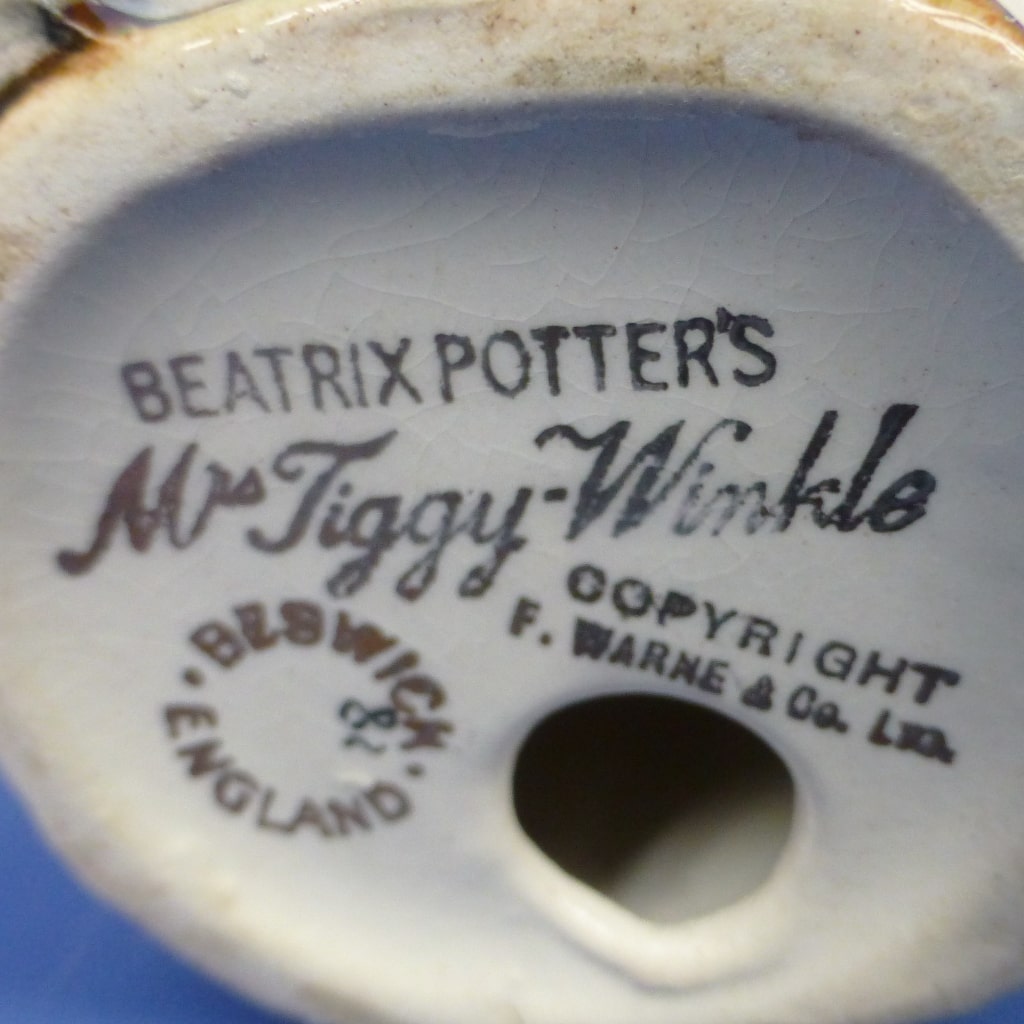 BEATRIX POTTER'S
Mrs Tiggy-Winkle
COPYRIGHT
F. WARNE & Co. LTD.
BESWICK
ENGLAND